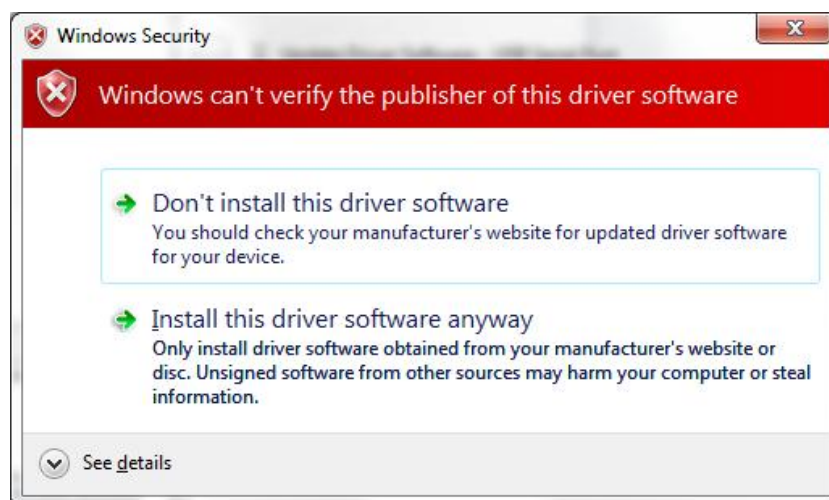 Windows Security
Windows can't verify the publisher of this driver software
Don't install this driver software
You should check your manufacturer's website for updated driver software
for your device.
Install this driver software anyway
Only install driver software obtained from your manufacturer's website or
disc. Unsigned software from other sources may harm your computer or steal
information.
See details